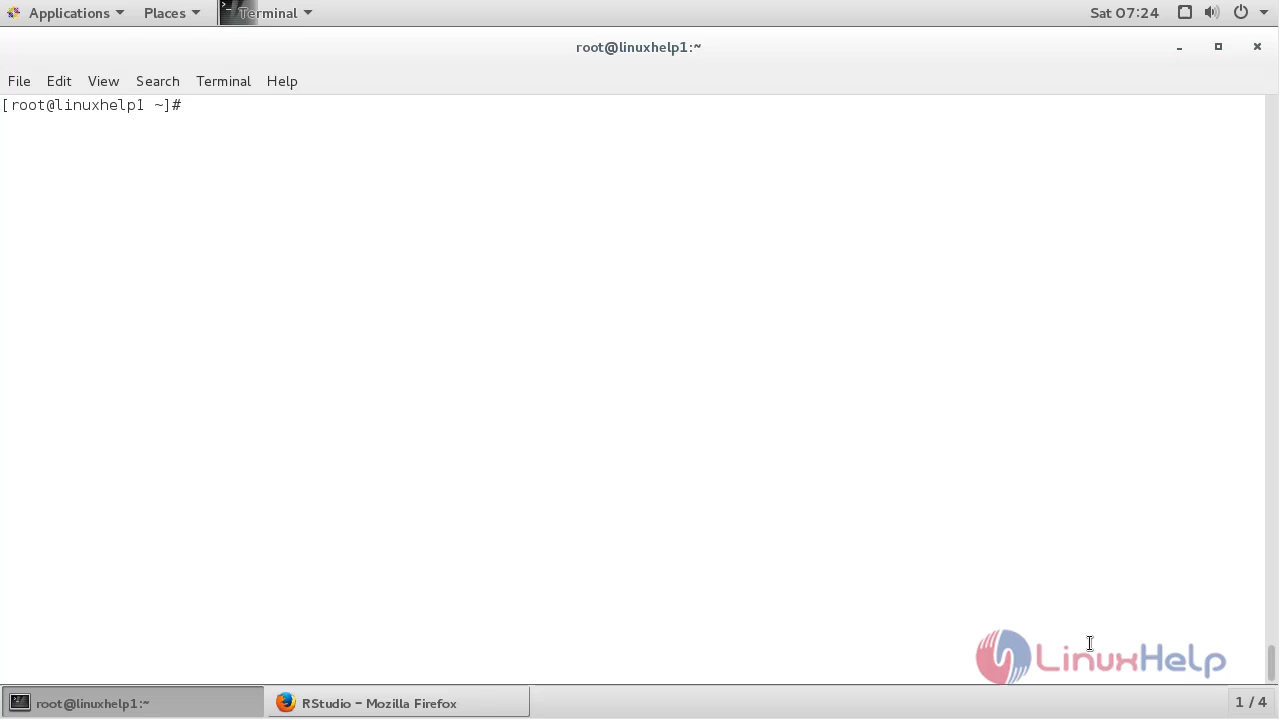 Applications Places Terminal Sat 07:24
root@linuxhelp1:~
File Edit View Search Terminal Help
[root@linuxhelp1 ~]#
LinuxHelp
root@linuxhelp1:~ RStudio - Mozilla Firefox 1 / 4